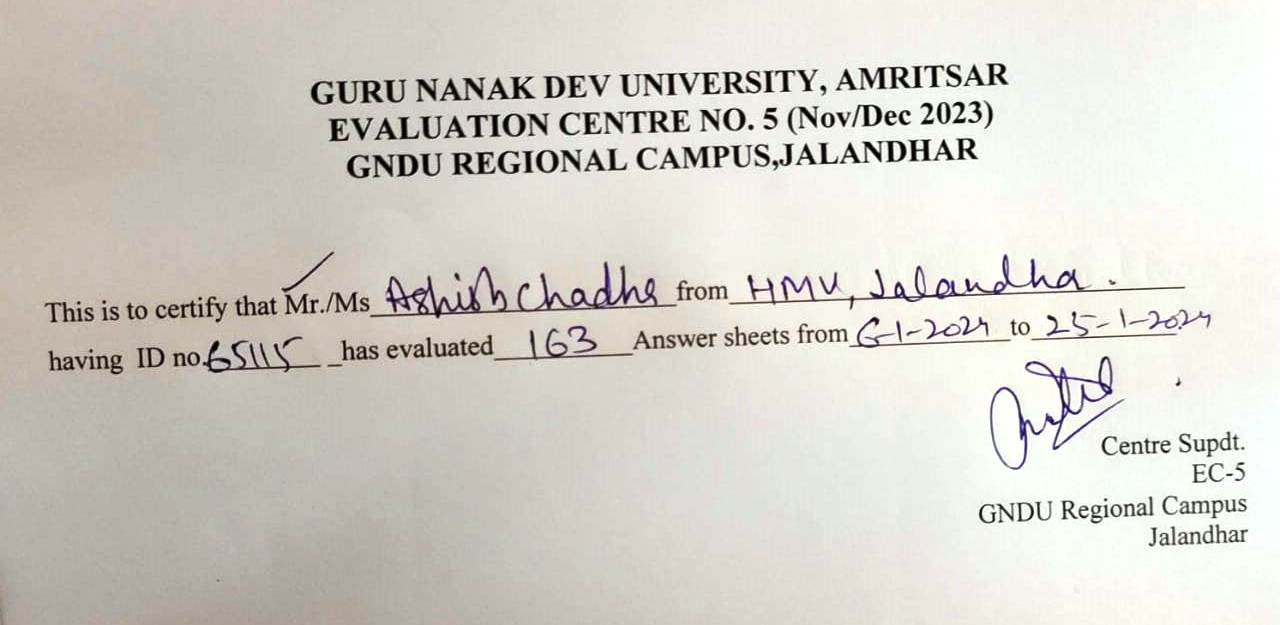 GURU NANAK DEV UNIVERSITY, AMRITSAR
EVALUATION CENTRE NO. 5 (Nov/Dec 2023)
GNDU REGIONAL CAMPUS,JALANDHAR
This is to certify that Mr./Ms Ashish Chadha from HMV, Jalandha.
having ID no.65115 has evaluated 163 Answer sheets from 6-1-2024 to 25-1-2024
Centre Supdt.
EC-5
GNDU Regional Campus
Jalandhar